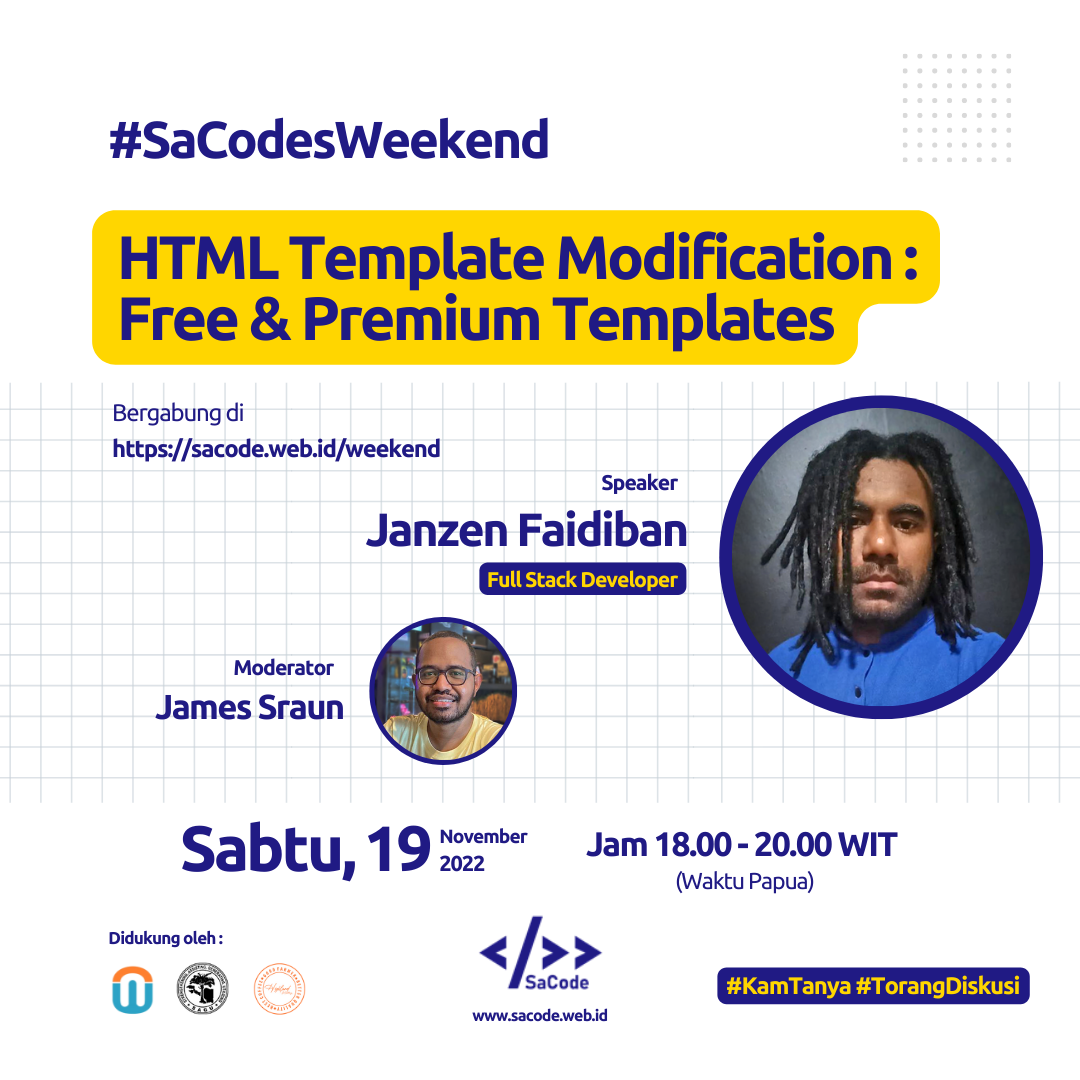 #SaCodesWeekend
HTML Template Modification :
Free & Premium Templates
Bergabung di
https://sacode.web.id/weekend
Speaker
Janzen Faidiban
Full Stack Developer
Moderator
James Sraun
Sabtu, 19 November 2022
Jam 18.00 - 20.00 WIT
(Waktu Papua)
Didukung oleh :
SAGU
</>>
SaCode
www.sacode.web.id
#KamTanya #TorangDiskusi